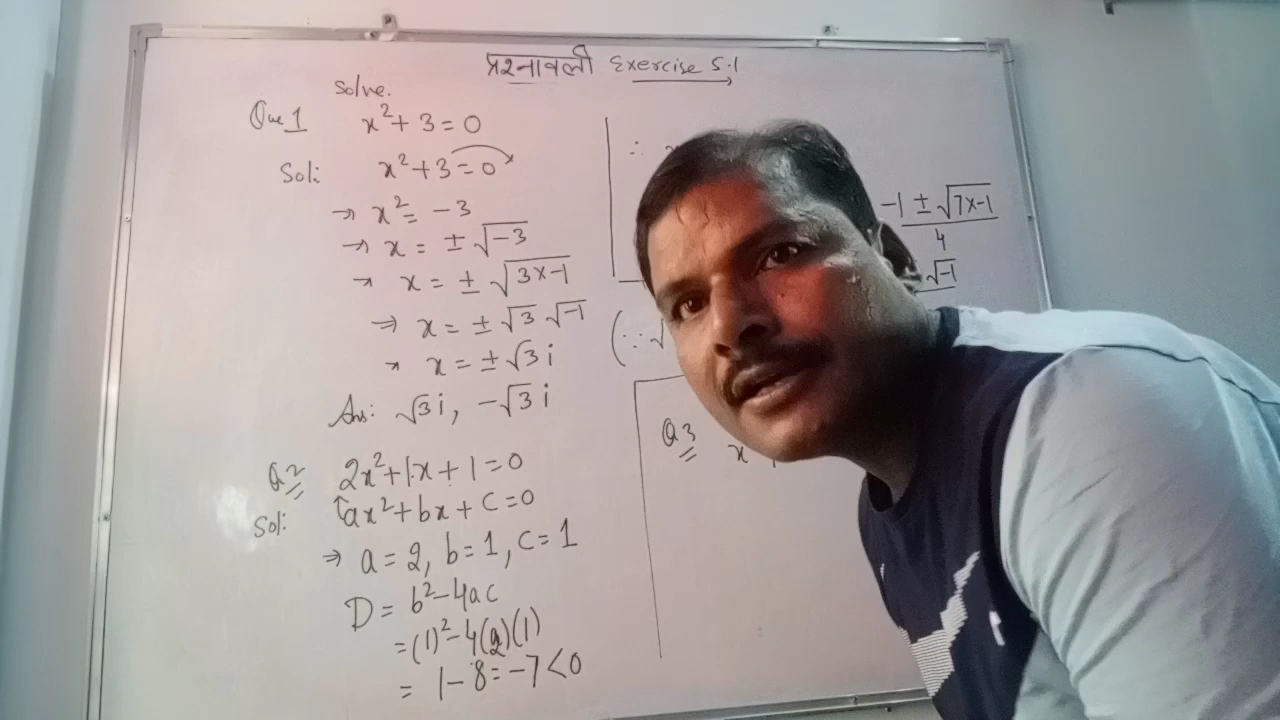 प्रश्नावली Exercise 5.1
Solve.
Que 1 x² + 3 = 0
Sol: x² + 3 = 0
⇒ x² = -3
⇒ x = ± √-3
⇒ x = ± √3×-1
⇒ x = ± √3 √-1
⇒ x = ± √3 i
Ans: √3 i, -√3 i
Q2 2x² + 1·x + 1 = 0
Sol: ax² + bx + c = 0
⇒ a = 2, b = 1, c = 1
D = b² - 4ac
= (1)² - 4(2)(1)
= 1 - 8 = -7 < 0
∴
-1 ± √7×-1
4
√-1
(∵ √
Q3 x